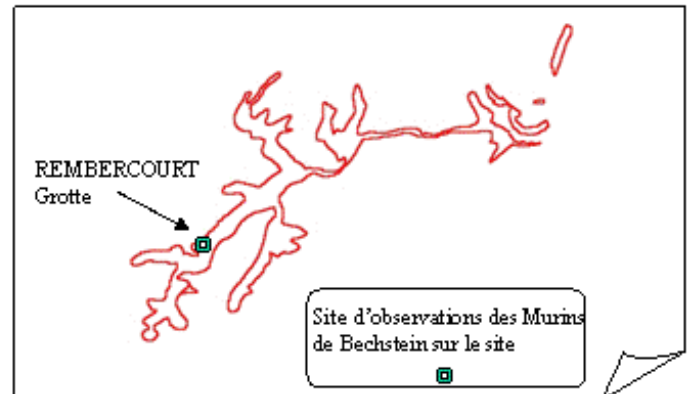 REMBERCOURT
Grotte
Site d'observations des Murins
de Bechstein sur le site